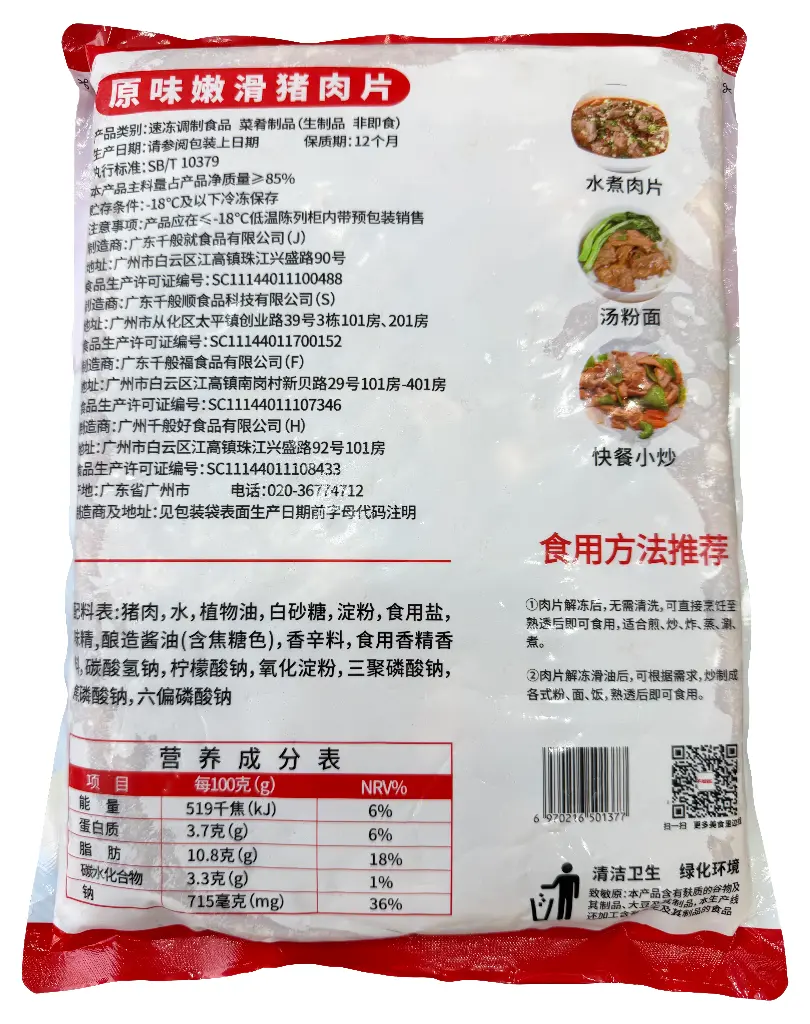 原味嫩滑猪肉片
产品类别:速冻调制食品 菜肴制品(生制品 非即食)
生产日期:请参阅包装上日期 保质期:12个月
执行标准:SB/T 10379
本产品主料量占产品净质量≥85%
贮存条件:-18℃及以下冷冻保存
注意事项:产品应在≤-18℃低温陈列柜内带预包装销售
制造商:广东千般就食品有限公司(J)
地址:广州市白云区江高镇珠江兴盛路90号
食品生产许可证编号:SC11144011100488
制造商:广东千般顺食品科技有限公司(S)
地址:广州市从化区太平镇创业路39号3栋101房、201房
食品生产许可证编号:SC11144011700152
制造商:广东千般福食品有限公司(F)
地址:广州市白云区江高镇南岗村新贝路29号101房-401房
食品生产许可证编号:SC11144011107346
制造商:广州千般好食品有限公司(H)
地址:广州市白云区江高镇珠江兴盛路92号101房
食品生产许可证编号:SC11144011108433
产地:广东省广州市 电话:020-36774712
制造商及地址:见包装袋表面生产日期前字母代码注明
水煮肉片
汤粉面
快餐小炒
配料表:猪肉,水,植物油,白砂糖,淀粉,食用盐,
味精,酿造酱油(含焦糖色),香辛料,食用香精香
料,碳酸氢钠,柠檬酸钠,氧化淀粉,三聚磷酸钠,
焦磷酸钠,六偏磷酸钠
食用方法推荐
①肉片解冻后,无需清洗,可直接烹饪至
熟透后即可食用,适合煎、炒、炸、蒸、涮、
煮。
②肉片解冻滑油后,可根据需求,炒制成
各式粉、面、饭,熟透后即可食用。
营养成分表
项目 每100克(g) NRV%
能量 519千焦(kJ) 6%
蛋白质 3.7克(g) 6%
脂肪 10.8克(g) 18%
碳水化合物 3.3克(g) 1%
钠 715毫克(mg) 36%
6 970216 501377
扫一扫 更多美食里边找
清洁卫生 绿化环境
致敏原:本产品含有麸质的谷物及
其制品、大豆及其制品,本生产线
还加工含有 及其制品的食品